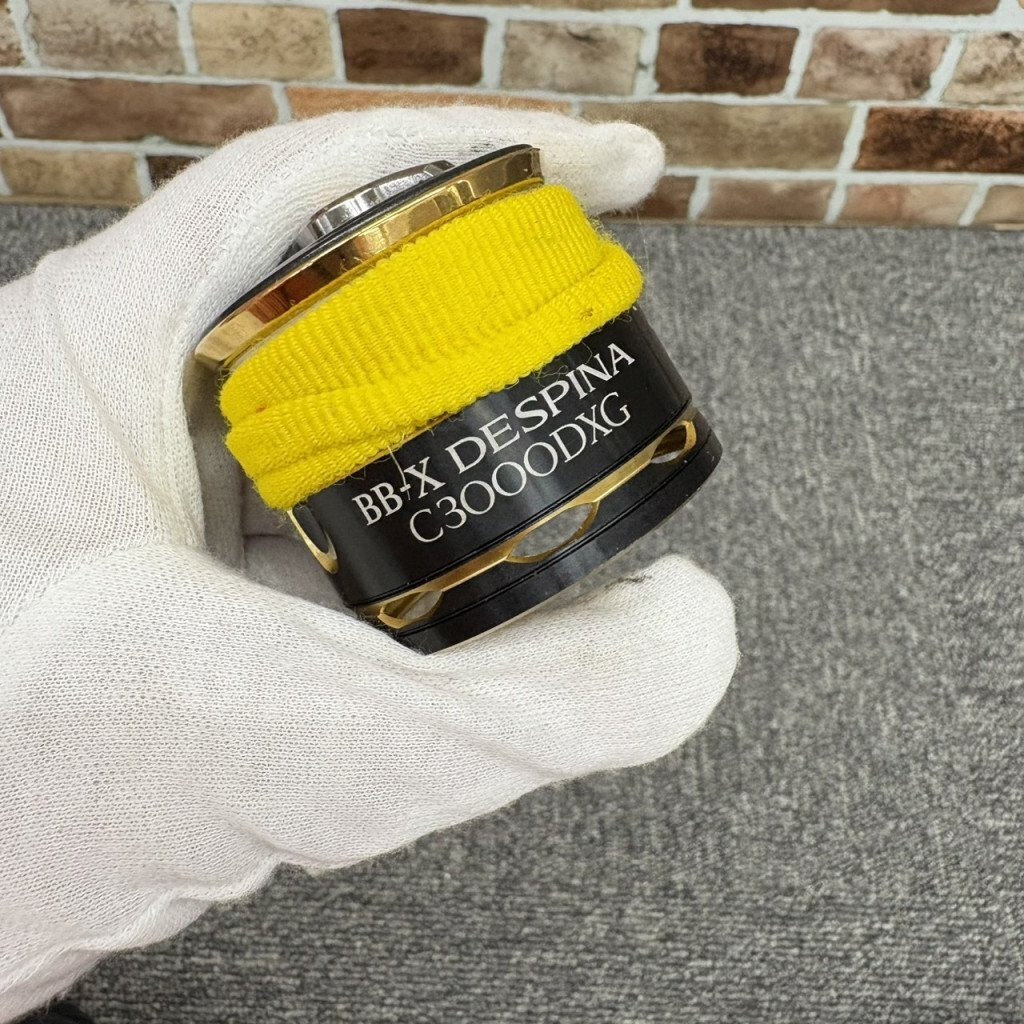 BB-X DESPINA
C3000DXG